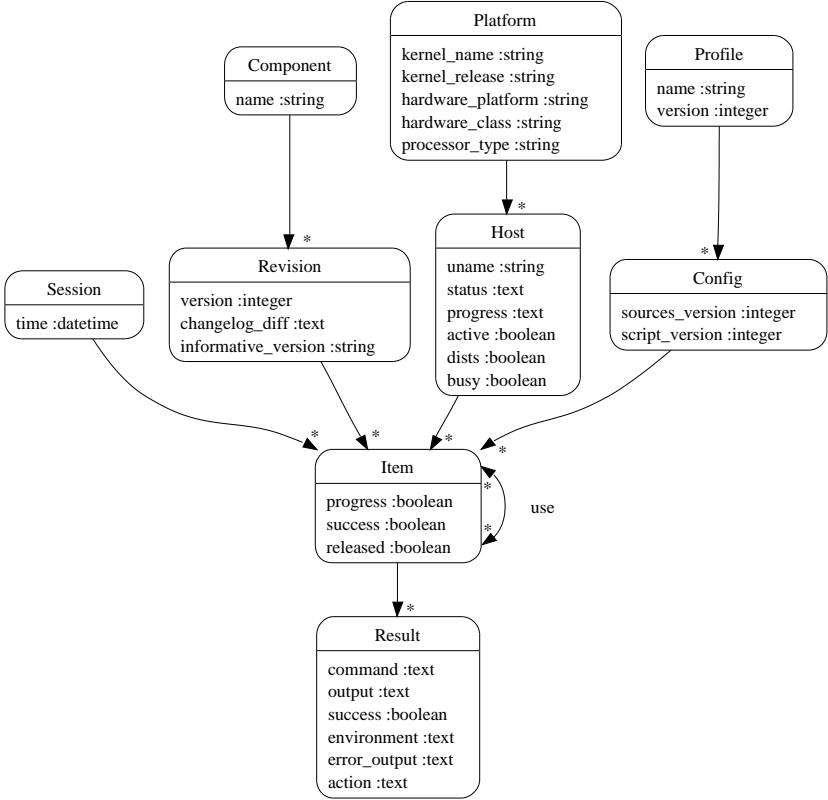 Platform
kernel_name :string
kernel_release :string
hardware_platform :string
hardware_class :string
processor_type :string
Component
name :string
Profile
name :string
version :integer
*
*
*
Host
uname :string
status :text
progress :text
active :boolean
dists :boolean
busy :boolean
Revision
version :integer
changelog_diff :text
informative_version :string
Config
sources_version :integer
script_version :integer
Session
time :datetime
*
*
*
*
Item
progress :boolean
success :boolean
released :boolean
*
*
use
*
Result
command :text
output :text
success :boolean
environment :text
error_output :text
action :text